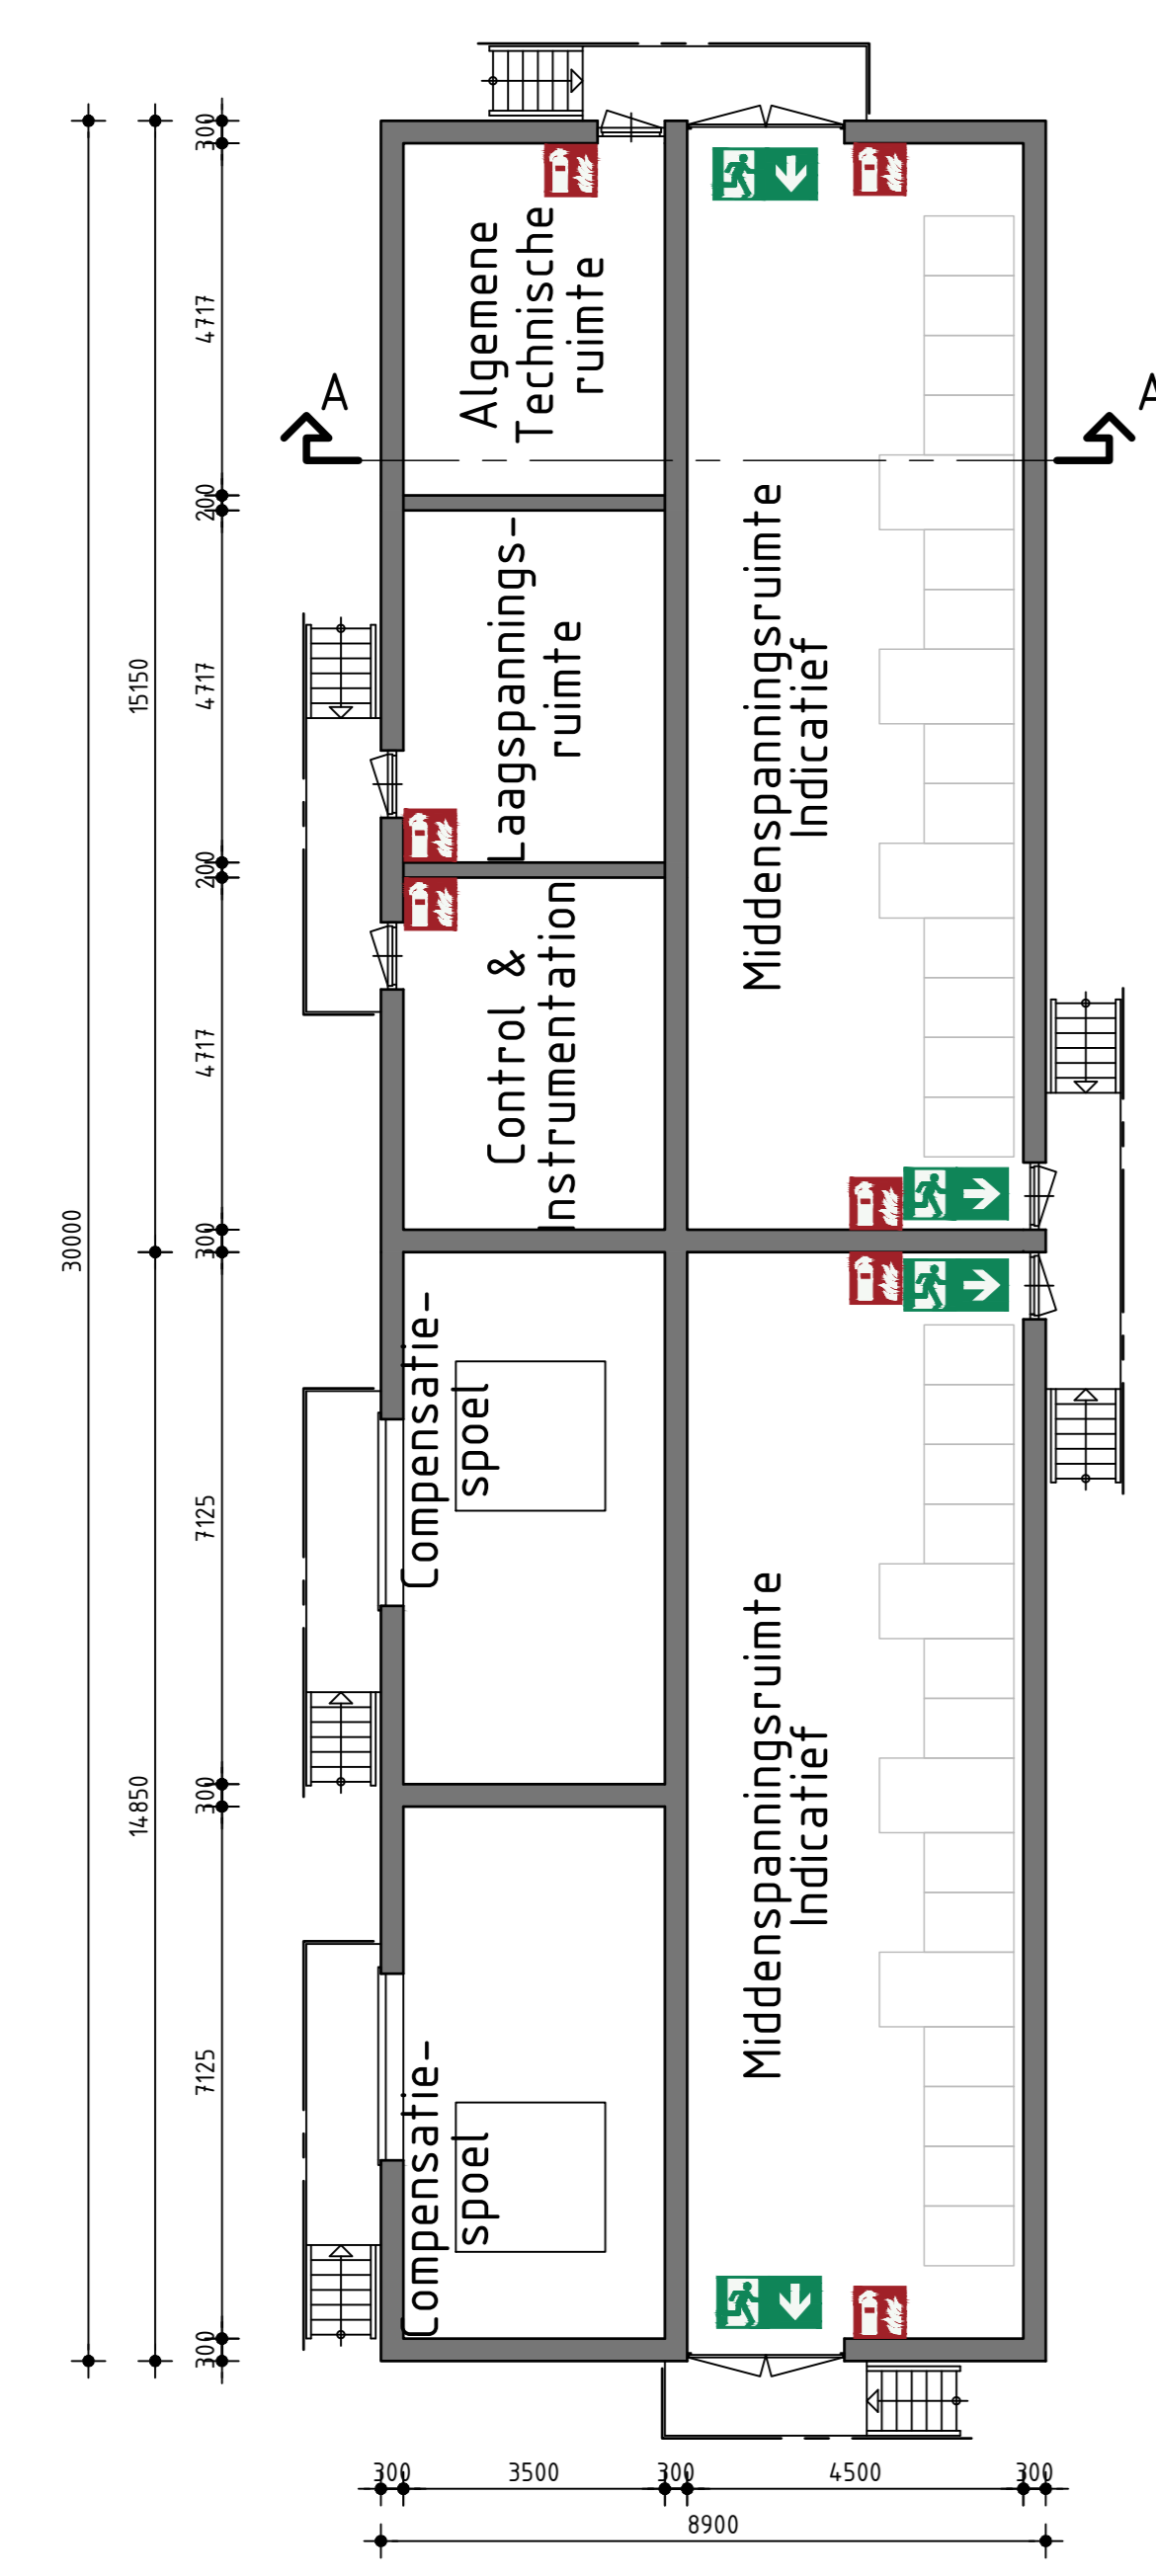 300
4717
Algemene
Technische
ruimte
A
A
200
15150
4717
Laagspannings-
ruimte
Middenspanningsruimte
Indicatief
200
4717
Control &
Instrumentation
30000
300
Compensatie-
spoel
7125
14850
300
Middenspanningsruimte
Indicatief
7125
Compensatie-
spoel
300
300
3500
300
4500
300
8900